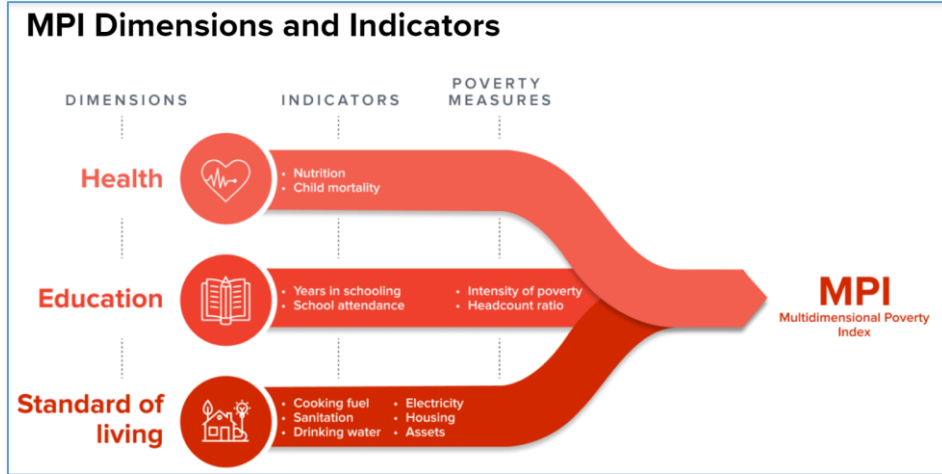 MPI Dimensions and Indicators
DIMENSIONS
INDICATORS
POVERTY
MEASURES
Health
• Nutrition
• Child mortality
Education
• Years in schooling
• School attendance
• Intensity of poverty
• Headcount ratio
MPI
Multidimensional Poverty
Index
Standard of
living
• Cooking fuel
• Sanitation
• Drinking water
• Electricity
• Housing
• Assets